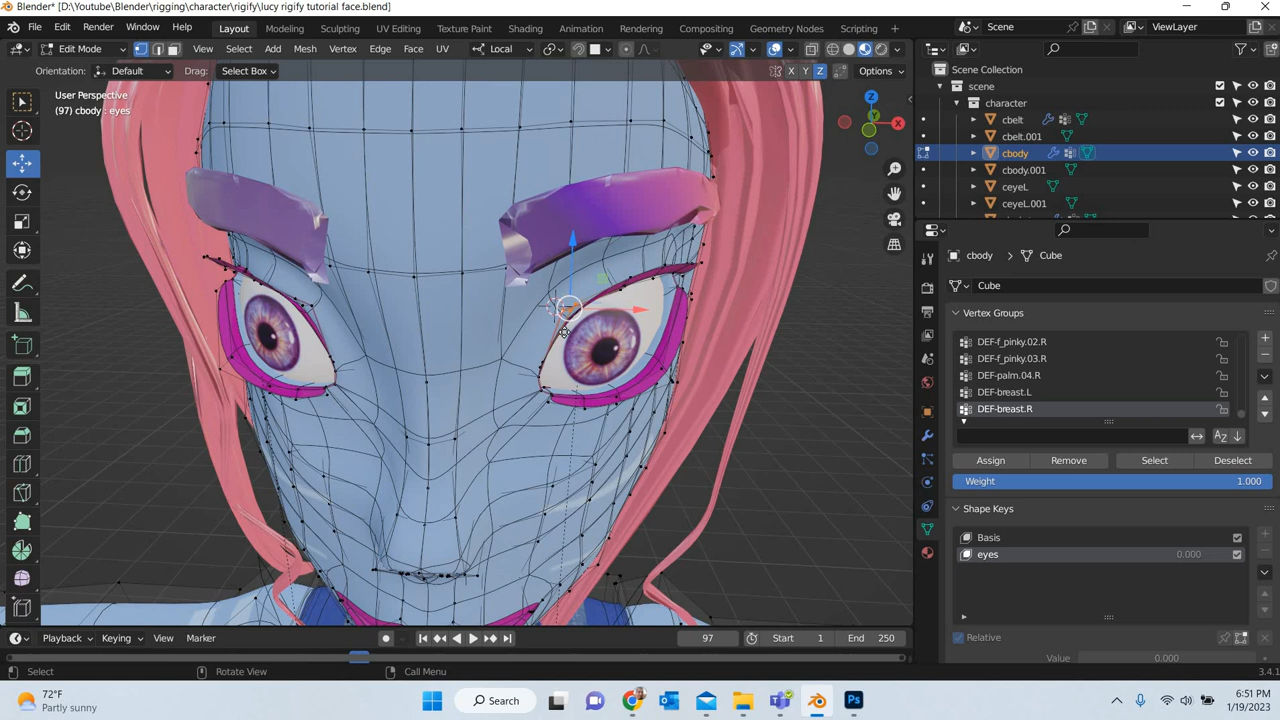 Blender* [D:\Youtube\Blender\rigging\character\rigify\lucy rigify tutorial face.blend]
File Edit Render Window Help Layout Modeling Sculpting UV Editing Texture Paint Shading Animation Rendering Compositing Geometry Nodes Scripting + Scene ViewLayer
Edit Mode View Select Add Mesh Vertex Edge Face UV Local
Orientation: Default Drag: Select Box X Y Z Options
User Perspective
(97) cbody : eyes
Z
Y
X
Scene Collection
scene
character
cbelt
cbelt.001
cbody
cbody.001
ceyeL
ceyeL.001
cbody > Cube
Cube
Vertex Groups
DEF-f_pinky.02.R
DEF-f_pinky.03.R
DEF-palm.04.R
DEF-breast.L
DEF-breast.R
Assign Remove Select Deselect
Weight 1.000
Shape Keys
Basis
eyes 0.000
Relative
Value 0.000
Playback Keying View Marker 97 Start 1 End 250
Select Rotate View Call Menu 3.4.1
72°F
Partly sunny
Search
6:51 PM
1/19/2023